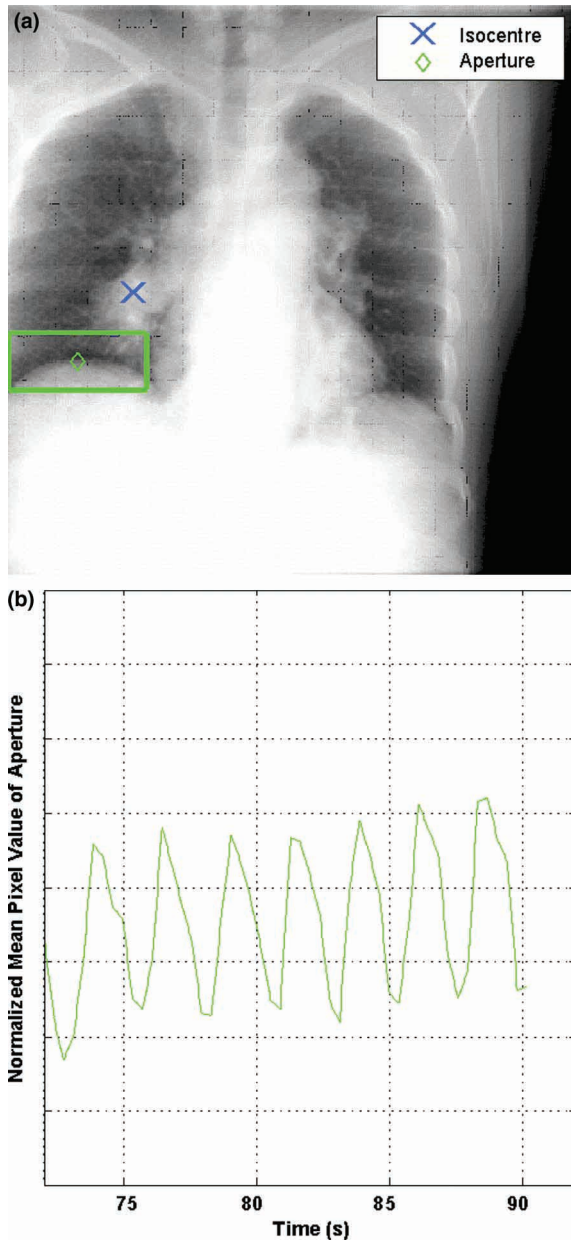 (a)
Isocentre
Aperture
(b)
Normalized Mean Pixel Value of Aperture
75 80 85 90
Time (s)